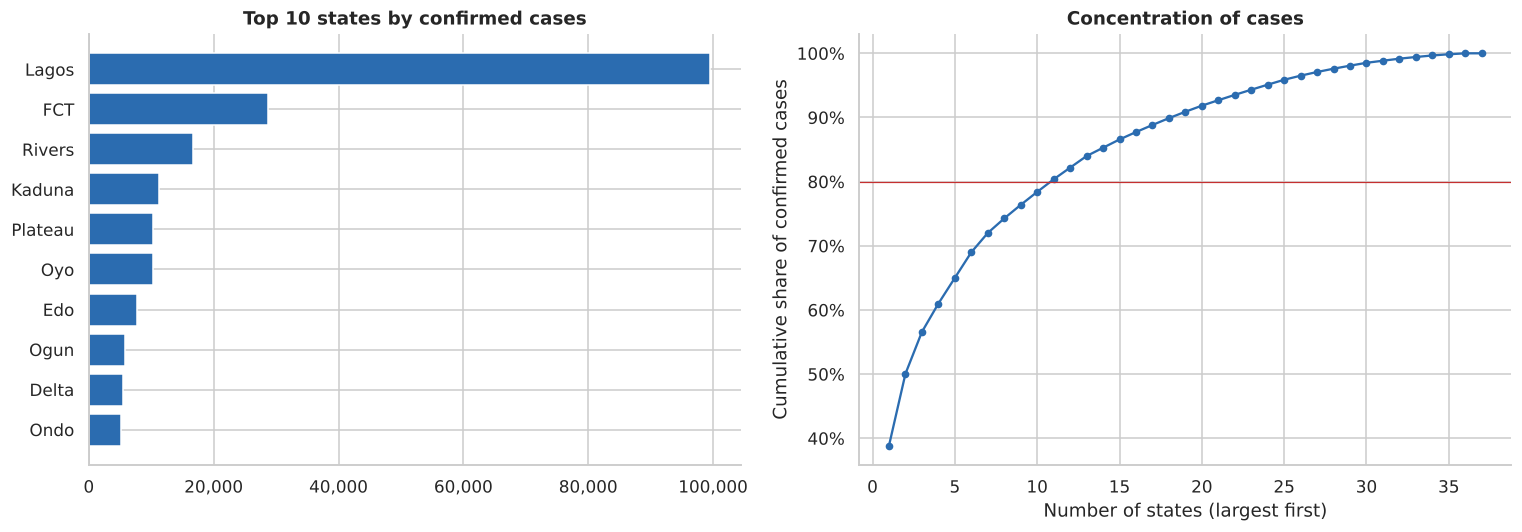 Top 10 states by confirmed cases
Lagos
FCT
Rivers
Kaduna
Plateau
Oyo
Edo
Ogun
Delta
Ondo
0 20,000 40,000 60,000 80,000 100,000
Concentration of cases
Cumulative share of confirmed cases
100%
90%
80%
70%
60%
50%
40%
0 5 10 15 20 25 30 35
Number of states (largest first)